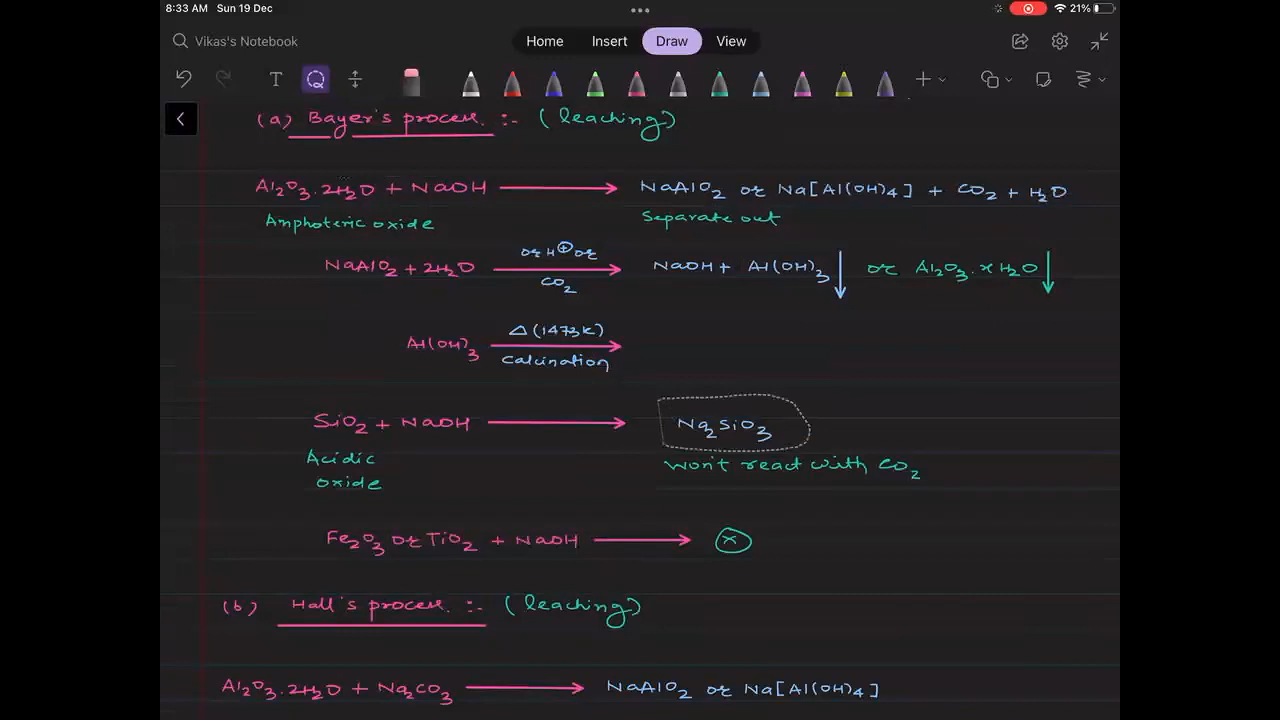 8:33 AM Sun 19 Dec
21%
Vikas's Notebook Home Insert Draw View
T
(a) Bayer's process :- (leaching)
Al₂O₃.2H₂O + NaOH ⟶ NaAlO₂ or Na[Al(OH)₄] + CO₂ + H₂O
Amphoteric oxide Separate out
or H⊕ or
NaAlO₂ + 2H₂O ⟶ NaOH + Al(OH)₃ ↓ or Al₂O₃.xH₂O ↓
CO₂
Δ(1473K)
Al(OH)₃ ⟶
Calcination
SiO₂ + NaOH ⟶ Na₂SiO₃
Acidic oxide
Won't react with CO₂
Fe₂O₃ or TiO₂ + NaOH ⟶ ⊗
(b) Hall's process :- (leaching)
Al₂O₃.2H₂O + Na₂CO₃ ⟶ NaAlO₂ or Na[Al(OH)₄]